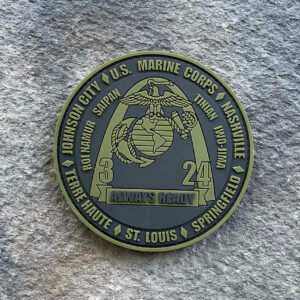 U.S. MARINE CORPS
JOHNSON CITY
NASHVILLE
ROI NAMUR SAIPAN
TINIAN IWO-JIMA
3 24
ALWAYS READY
TERRE HAUTE
ST. LOUIS
SPRINGFIELD